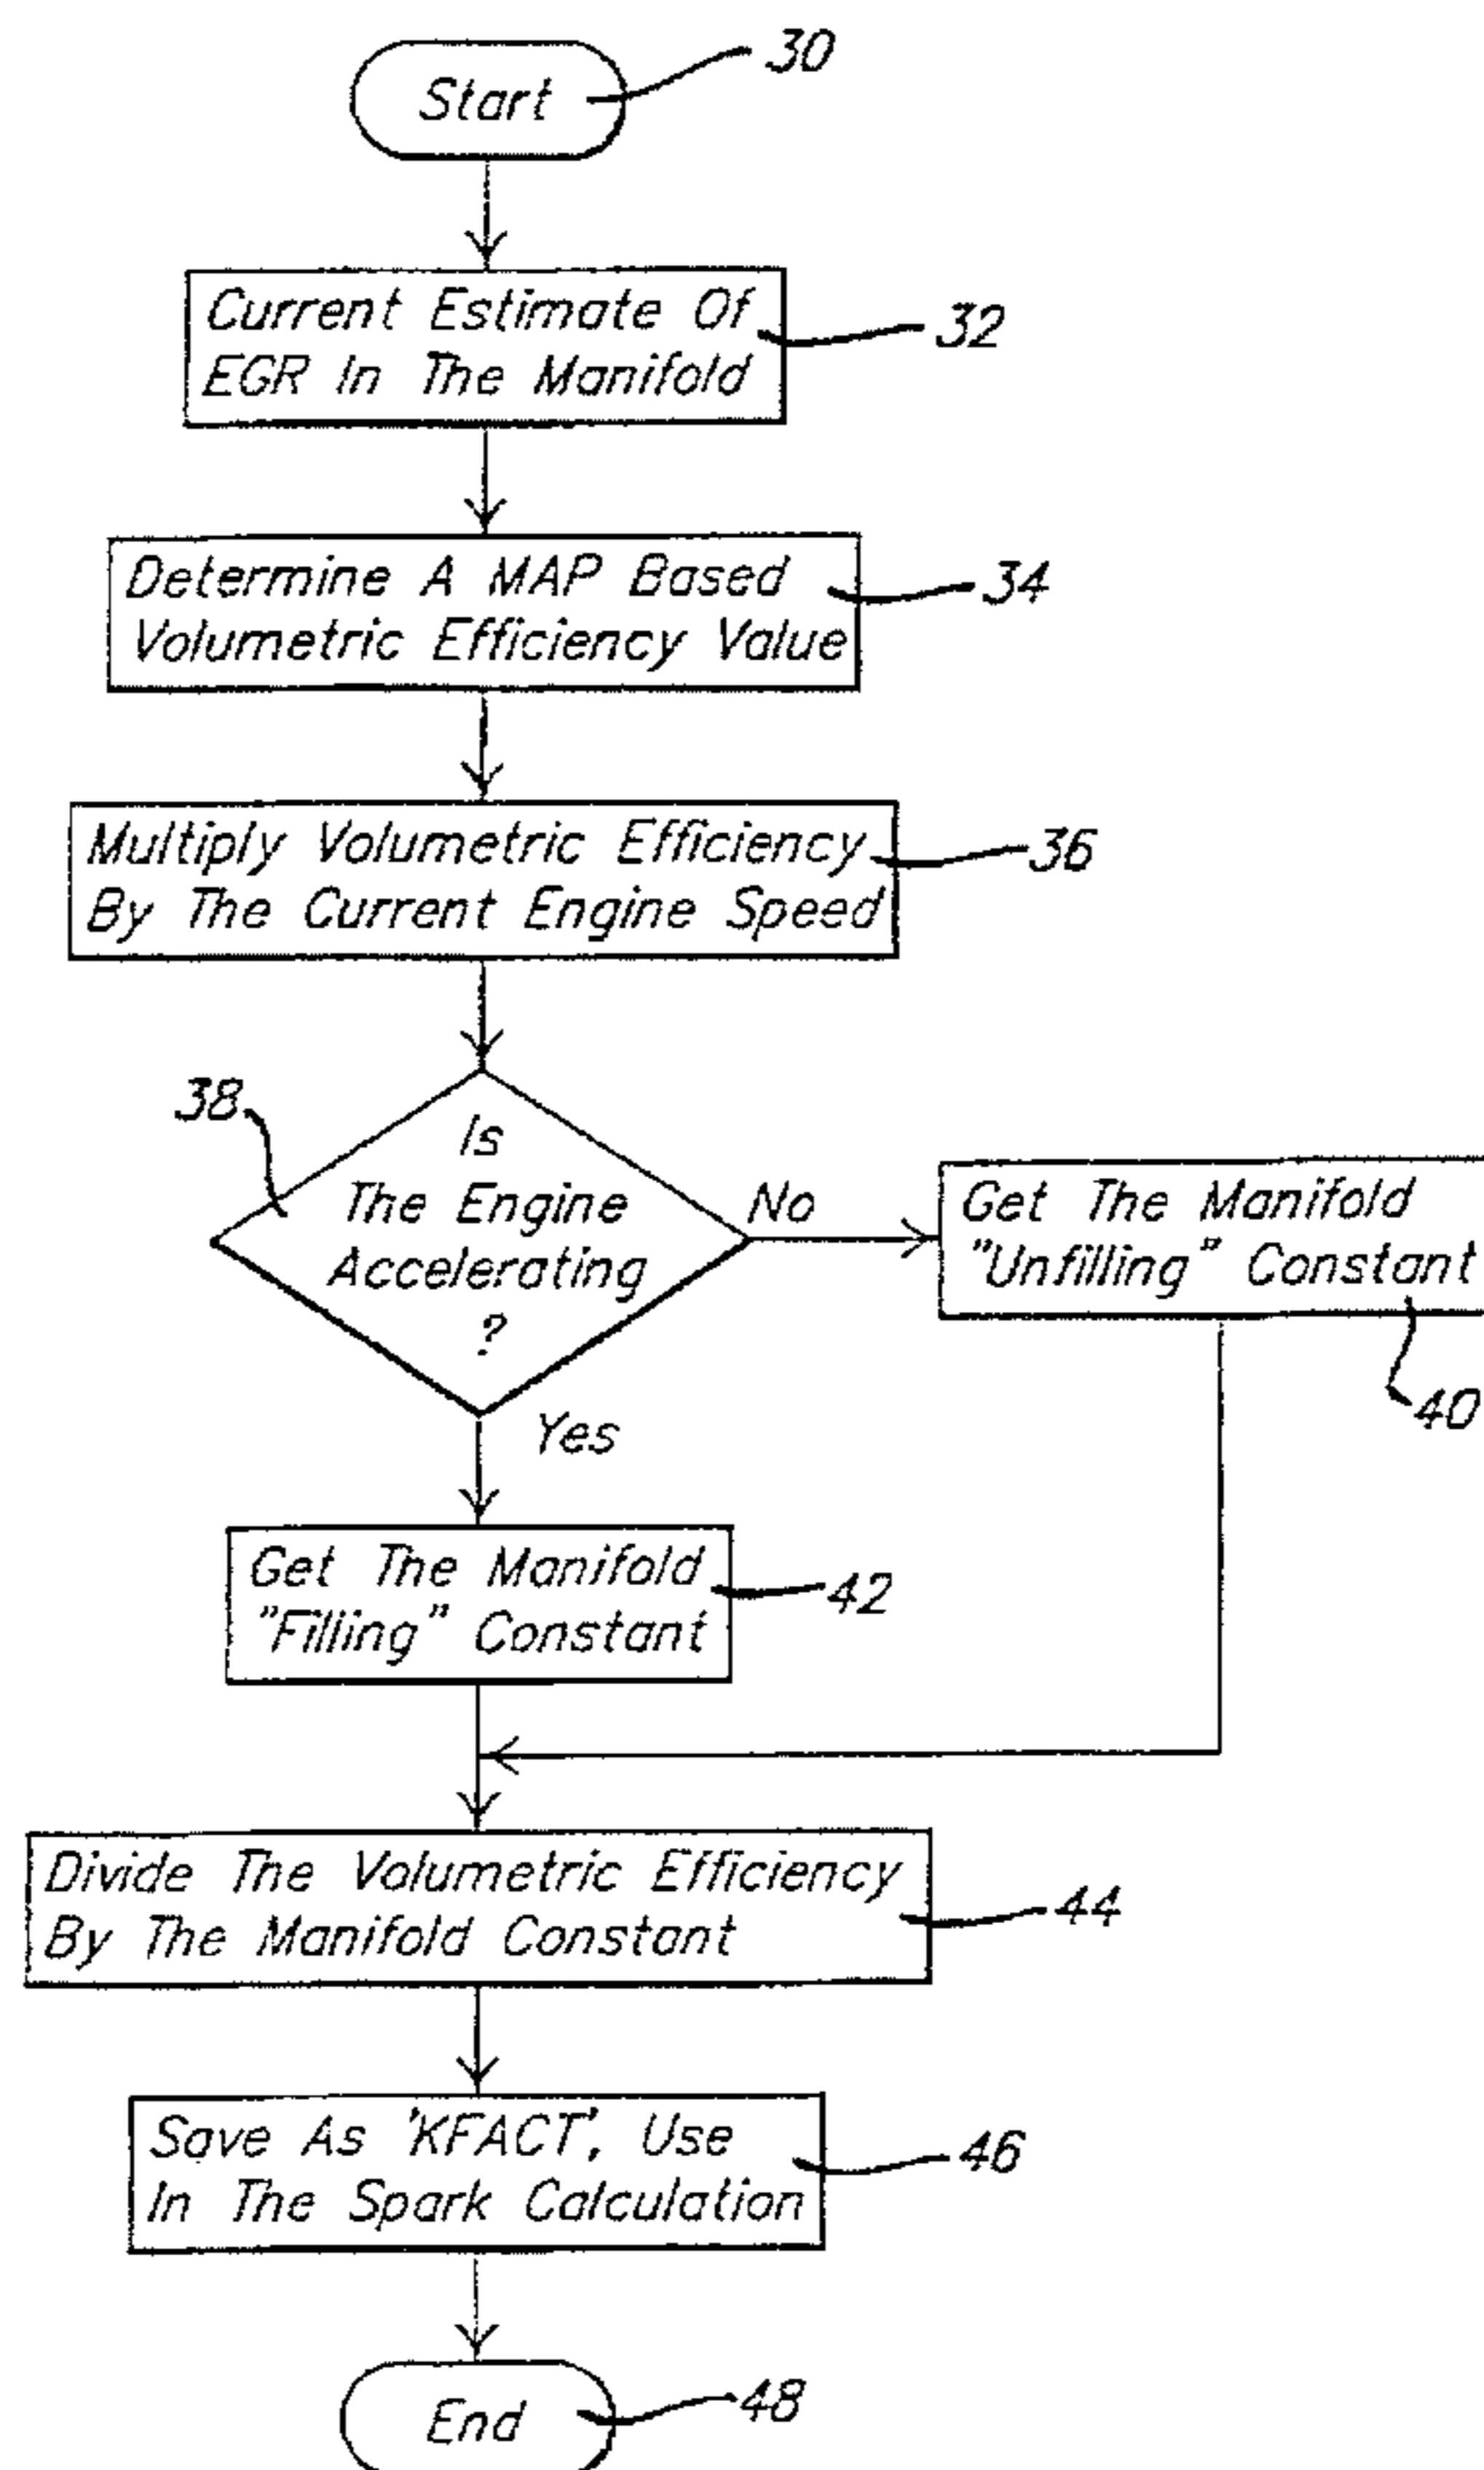 Start
30
Current Estimate Of
EGR In The Manifold
32
Determine A MAP Based
Volumetric Efficiency Value
34
Multiply Volumetric Efficiency
By The Current Engine Speed
36
38
Is
The Engine
Accelerating
?
No
Get The Manifold
"Unfilling" Constant
40
Yes
Get The Manifold
"Filling" Constant
42
Divide The Volumetric Efficiency
By The Manifold Constant
44
Save As 'KFACT', Use
In The Spark Calculation
46
End
48